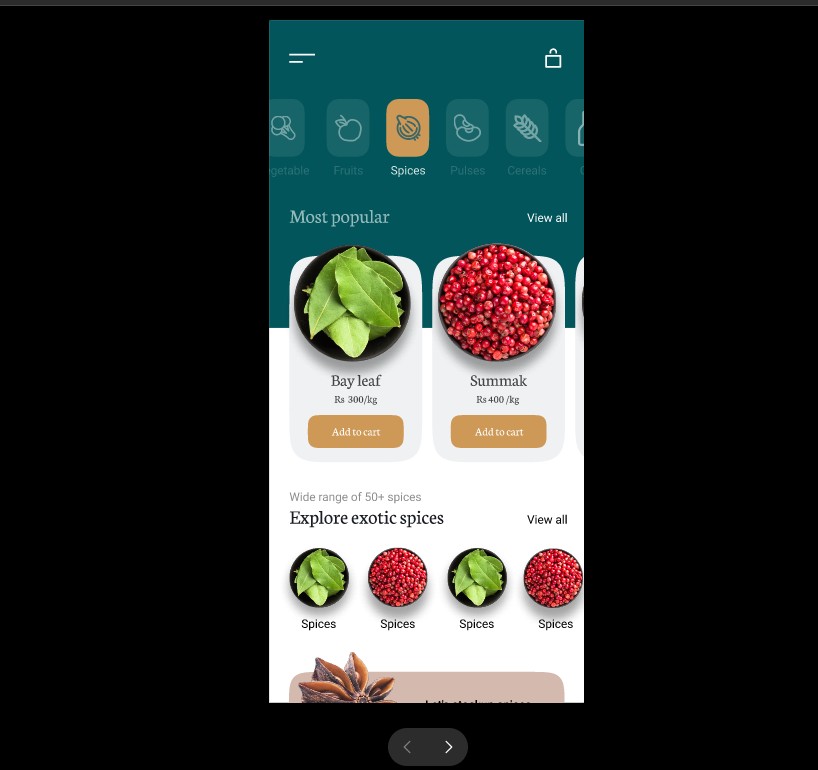 getable
Fruits
Spices
Pulses
Cereals
Most popular
View all
Bay leaf
Rs 300/kg
Add to cart
Summak
Rs 400 /kg
Add to cart
Wide range of 50+ spices
Explore exotic spices
View all
Spices
Spices
Spices
Spices